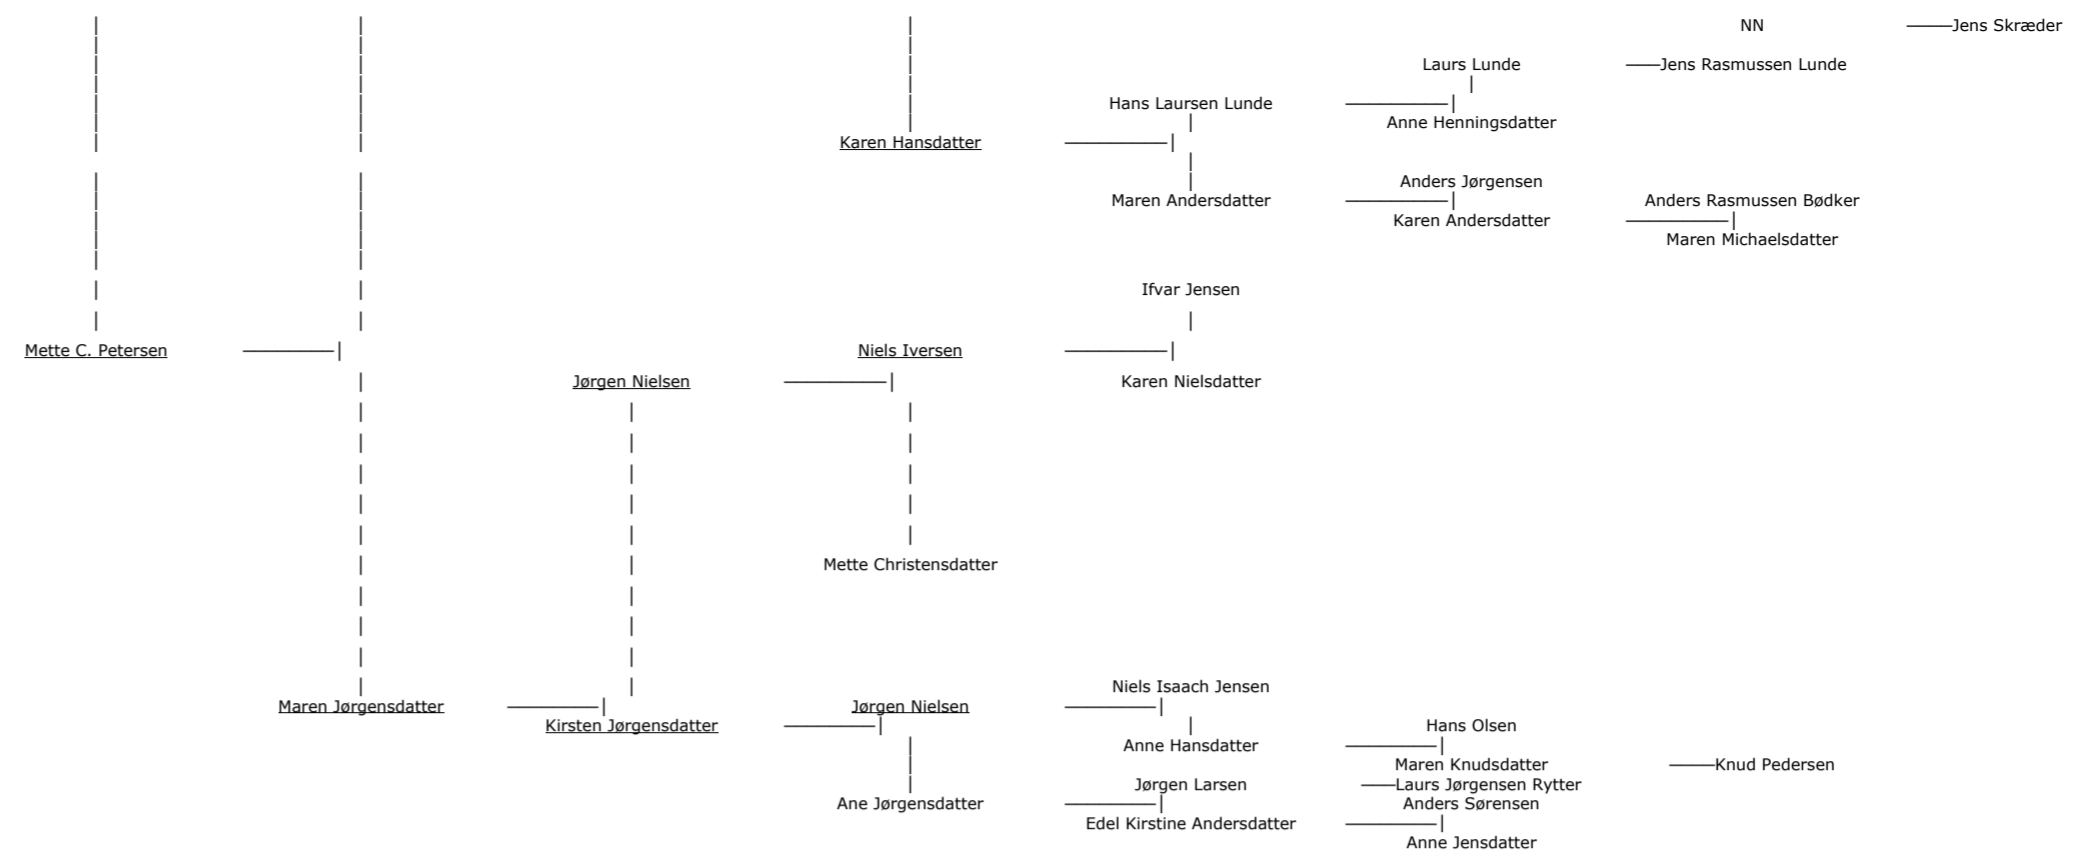 NN Jens Skræder
Laurs Lunde Jens Rasmussen Lunde
Hans Laursen Lunde
Anne Henningsdatter
Karen Hansdatter
Anders Jørgensen
Maren Andersdatter Anders Rasmussen Bødker
Karen Andersdatter
Maren Michaelsdatter
Ifvar Jensen
Mette C. Petersen Niels Iversen
Jørgen Nielsen Karen Nielsdatter
Mette Christensdatter
Niels Isaach Jensen
Maren Jørgensdatter Jørgen Nielsen
Kirsten Jørgensdatter Hans Olsen
Anne Hansdatter
Maren Knudsdatter Knud Pedersen
Jørgen Larsen Laurs Jørgensen Rytter
Ane Jørgensdatter Anders Sørensen
Edel Kirstine Andersdatter
Anne Jensdatter